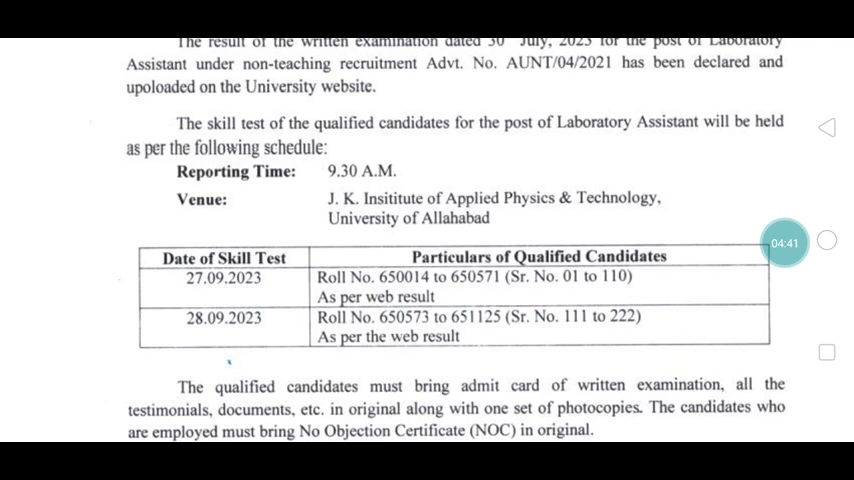 The result of the written examination dated 30 July, 2023 for the post of Laboratory
Assistant under non-teaching recruitment Advt. No. AUNT/04/2021 has been declared and
upoloaded on the University website.
The skill test of the qualified candidates for the post of Laboratory Assistant will be held
as per the following schedule:
Reporting Time: 9.30 A.M.
Venue: J. K. Insititute of Applied Physics & Technology,
University of Allahabad
04:41
Date of Skill Test Particulars of Qualified Candidates
27.09.2023 Roll No. 650014 to 650571 (Sr. No. 01 to 110)
As per web result
28.09.2023 Roll No. 650573 to 651125 (Sr. No. 111 to 222)
As per the web result
The qualified candidates must bring admit card of written examination, all the
testimonials, documents, etc. in original along with one set of photocopies. The candidates who
are employed must bring No Objection Certificate (NOC) in original.